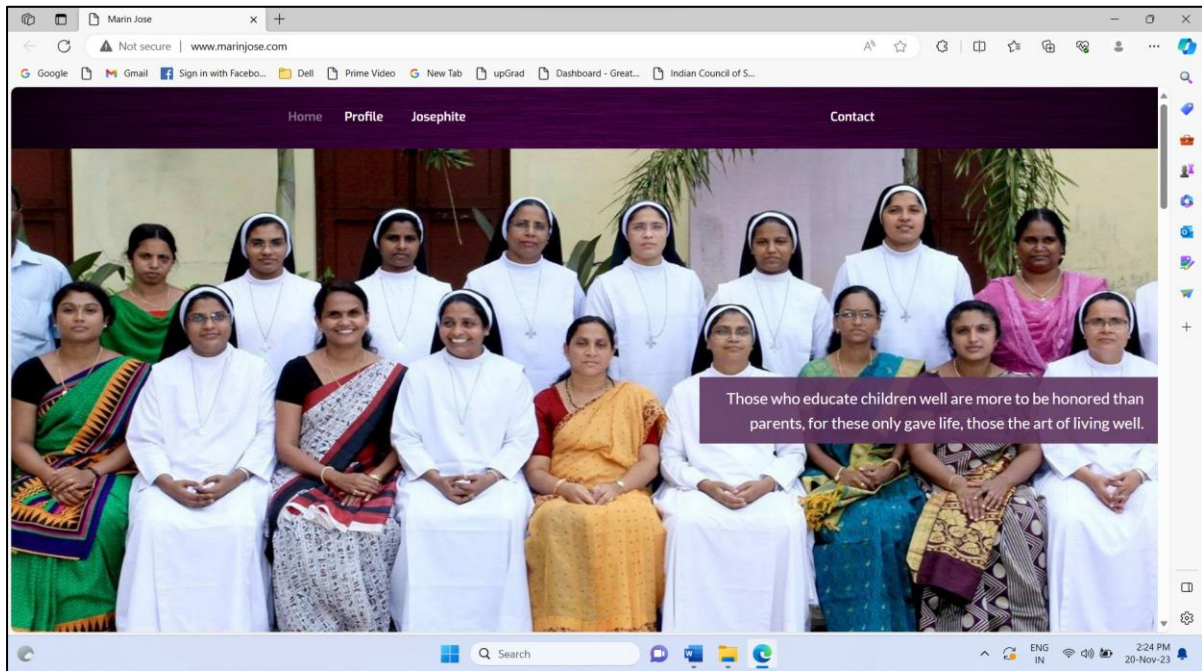 Marin Jose
Not secure | www.marinjose.com
Google Gmail Sign in with Facebo... Dell Prime Video New Tab upGrad Dashboard - Great... Indian Council of S...
Home Profile Josephite Contact
Those who educate children well are more to be honored than
parents, for these only gave life, those the art of living well.
Search
ENG
IN
2:24 PM
20-Nov-23